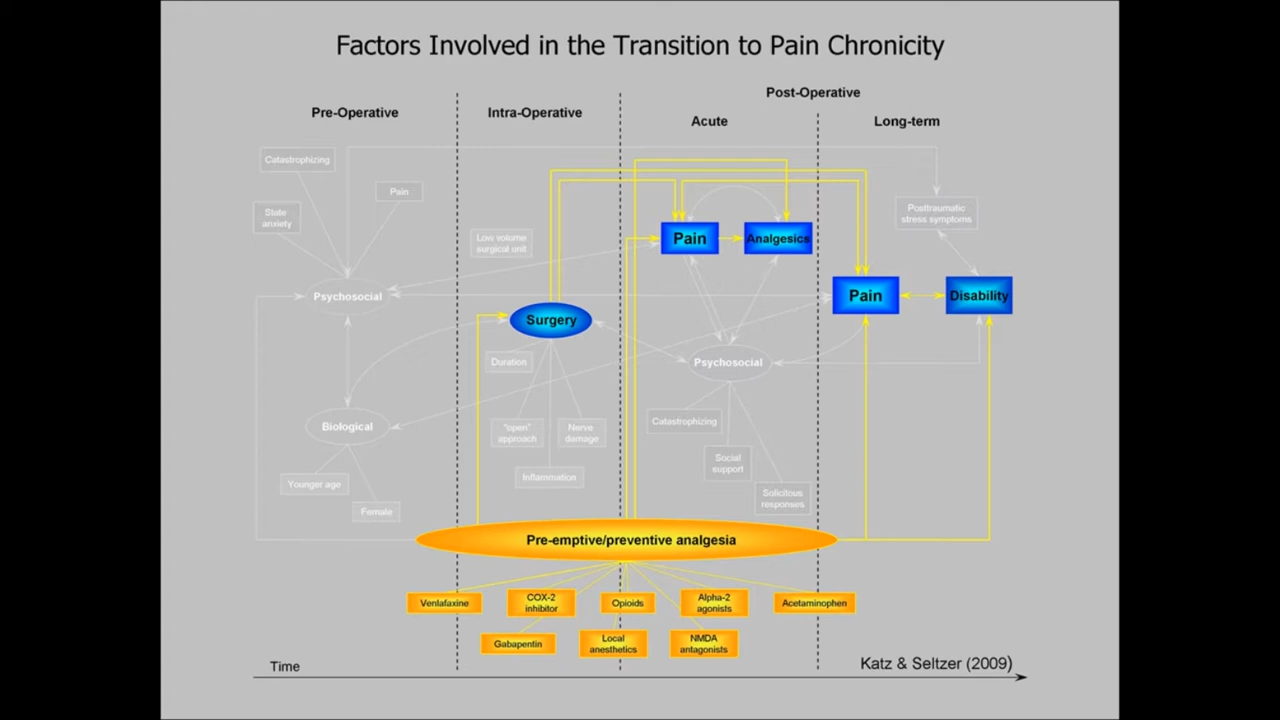 Factors Involved in the Transition to Pain Chronicity
Post-Operative
Pre-Operative
Intra-Operative
Acute
Long-term
Catastrophizing
Pain
State
anxiety
Low volume
surgical unit
Posttraumatic
stress symptoms
Pain
Analgesics
Psychosocial
Pain
Disability
Surgery
Duration
Psychosocial
Biological
"open"
approach
Nerve
damage
Catastrophizing
Social
support
Inflammation
Younger age
Solicitous
responses
Female
Pre-emptive/preventive analgesia
Venlafaxine
COX-2
inhibitor
Opioids
Alpha-2
agonists
Acetaminophen
Gabapentin
Local
anesthetics
NMDA
antagonists
Time
Katz & Seltzer (2009)